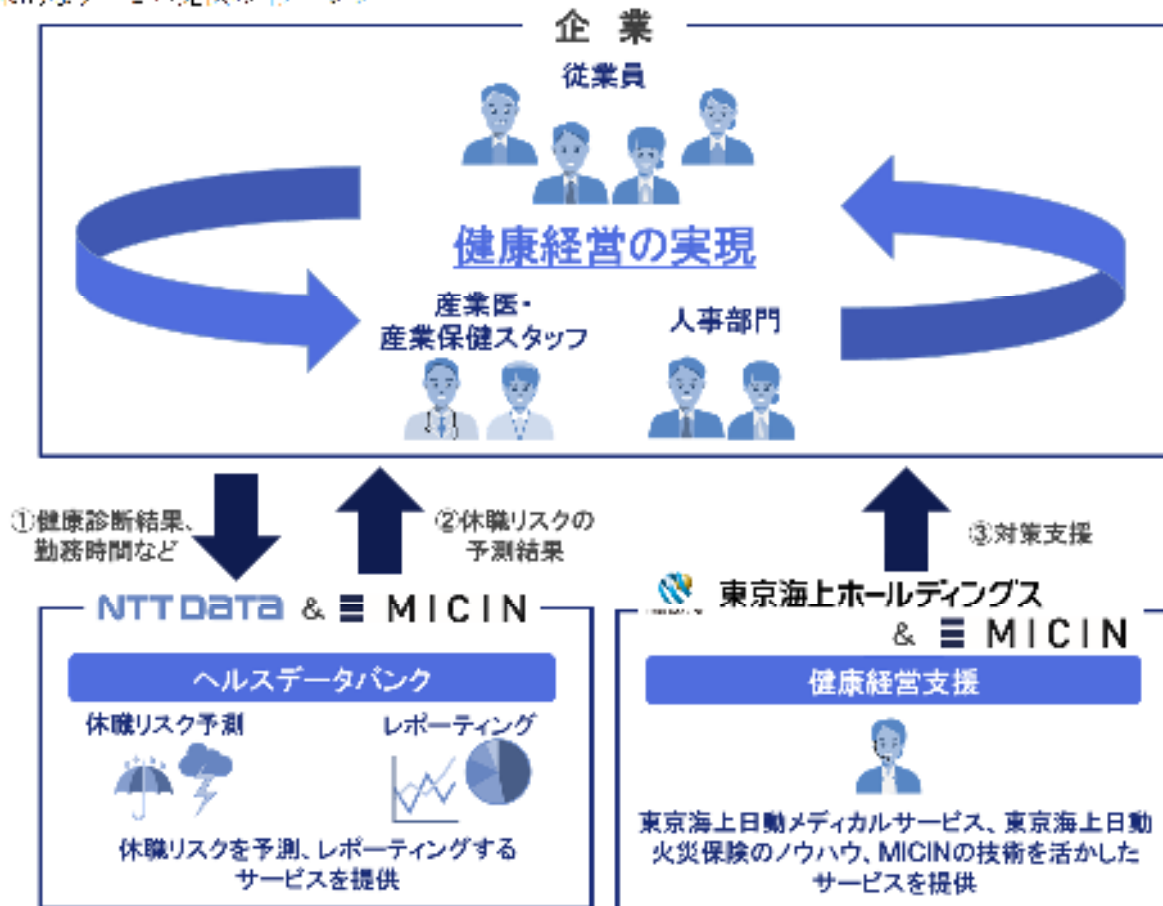 企 業
従業員
健康経営の実現
産業医・
産業保健スタッフ
人事部門
①健康診断結果、
勤務時間など
②休職リスクの
予測結果
③対策支援
NTT DATA & MICIN
ヘルスデータバンク
休職リスク予測
レポーティング
休職リスクを予測、レポーティングする
サービスを提供
東京海上ホールディングス
& MICIN
健康経営支援
東京海上日動メディカルサービス、東京海上日動
火災保険のノウハウ、MICINの技術を活かした
サービスを提供